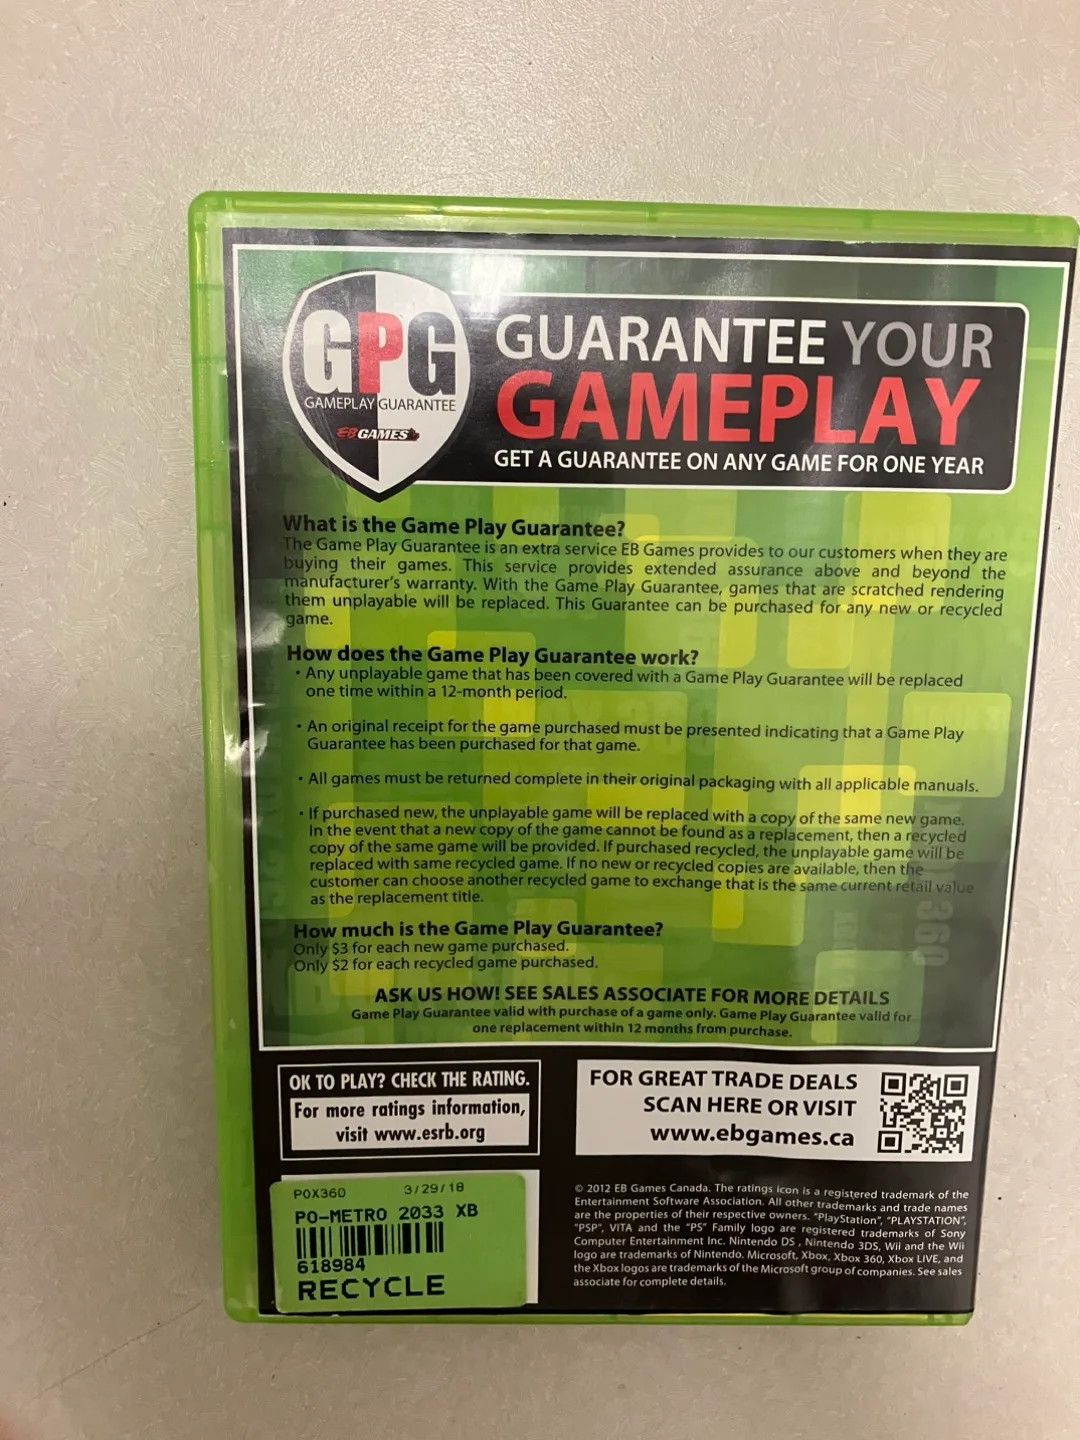 GPG
GAMEPLAY GUARANTEE
EB GAMES
GUARANTEE YOUR
GAMEPLAY
GET A GUARANTEE ON ANY GAME FOR ONE YEAR
What is the Game Play Guarantee?
The Game Play Guarantee is an extra service EB Games provides to our customers when they are
buying their games. This service provides extended assurance above and beyond the
manufacturer's warranty. With the Game Play Guarantee, games that are scratched rendering
them unplayable will be replaced. This Guarantee can be purchased for any new or recycled
game.
How does the Game Play Guarantee work?
• Any unplayable game that has been covered with a Game Play Guarantee will be replaced
one time within a 12-month period.
• An original receipt for the game purchased must be presented indicating that a Game Play
Guarantee has been purchased for that game.
• All games must be returned complete in their original packaging with all applicable manuals.
• If purchased new, the unplayable game will be replaced with a copy of the same new game.
In the event that a new copy of the game cannot be found as a replacement, then a recycled
copy of the same game will be provided. If purchased recycled, the unplayable game will be
replaced with same recycled game. If no new or recycled copies are available, then the
customer can choose another recycled game to exchange that is the same current retail value
as the replacement title.
How much is the Game Play Guarantee?
Only $3 for each new game purchased.
Only $2 for each recycled game purchased.
ASK US HOW! SEE SALES ASSOCIATE FOR MORE DETAILS
Game Play Guarantee valid with purchase of a game only. Game Play Guarantee valid for
one replacement within 12 months from purchase.
OK TO PLAY? CHECK THE RATING.
For more ratings information,
visit www.esrb.org
FOR GREAT TRADE DEALS
SCAN HERE OR VISIT
www.ebgames.ca
POX360 3/29/18
PO-METRO 2033 XB
618984
RECYCLE
© 2012 EB Games Canada. The ratings icon is a registered trademark of the
Entertainment Software Association. All other trademarks and trade names
are the properties of their respective owners. "PlayStation", "PLAYSTATION",
"PSP", VITA and the "PS" Family logo are registered trademarks of Sony
Computer Entertainment Inc. Nintendo DS , Nintendo 3DS, Wii and the Wii
logo are trademarks of Nintendo. Microsoft, Xbox, Xbox 360, Xbox LIVE, and
the Xbox logos are trademarks of the Microsoft group of companies. See sales
associate for complete details.